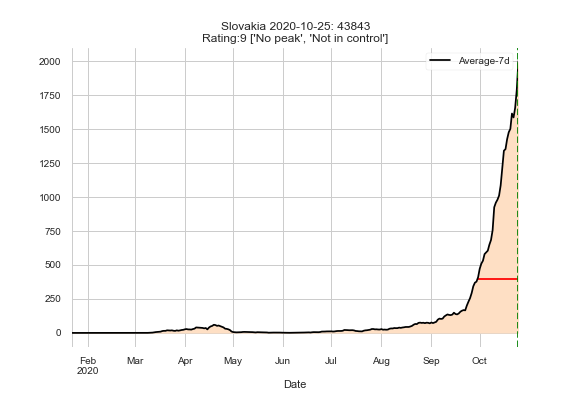 Slovakia 2020-10-25: 43843
Rating:9 ['No peak', 'Not in control']
Average-7d
2000
1750
1500
1250
1000
750
500
250
0
Feb Mar Apr May Jun Jul Aug Sep Oct
2020
Date